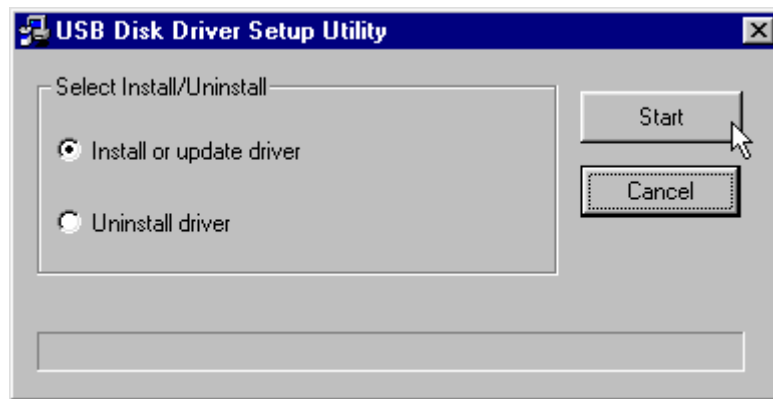 USB Disk Driver Setup Utility
Select Install/Uninstall
Install or update driver
Uninstall driver
Start
Cancel